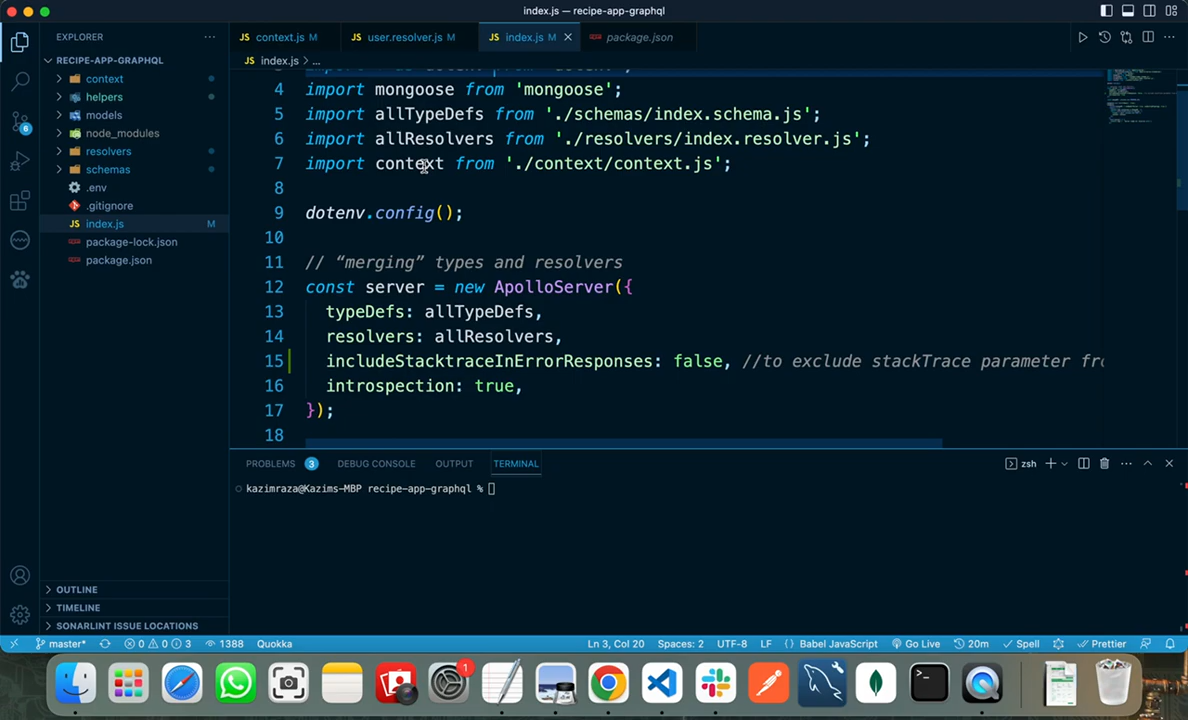 index.js — recipe-app-graphql
EXPLORER
RECIPE-APP-GRAPHQL
context
helpers
models
node_modules
resolvers
schemas
.env
.gitignore
index.js M
package-lock.json
package.json
OUTLINE
TIMELINE
SONARLINT ISSUE LOCATIONS
6
context.js M user.resolver.js M index.js M package.json
index.js > ...
4 import mongoose from 'mongoose';
5 import allTypeDefs from './schemas/index.schema.js';
6 import allResolvers from './resolvers/index.resolver.js';
7 import context from './context/context.js';
8
9 dotenv.config();
10
11 // “merging” types and resolvers
12 const server = new ApolloServer({
13 typeDefs: allTypeDefs,
14 resolvers: allResolvers,
15 includeStacktraceInErrorResponses: false, //to exclude stackTrace parameter fr
16 introspection: true,
17 });
18
PROBLEMS 3 DEBUG CONSOLE OUTPUT TERMINAL zsh
kazimraza@Kazims-MBP recipe-app-graphql %
master* 0 0 3 1388 Quokka Ln 3, Col 20 Spaces: 2 UTF-8 LF Babel JavaScript Go Live 20m Spell Prettier
1